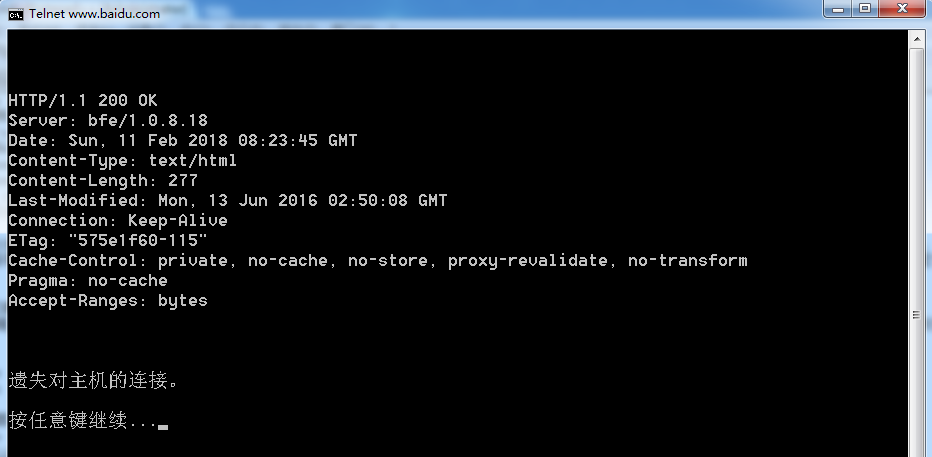 Telnet www.baidu.com
HTTP/1.1 200 OK
Server: bfe/1.0.8.18
Date: Sun, 11 Feb 2018 08:23:45 GMT
Content-Type: text/html
Content-Length: 277
Last-Modified: Mon, 13 Jun 2016 02:50:08 GMT
Connection: Keep-Alive
ETag: "575e1f60-115"
Cache-Control: private, no-cache, no-store, proxy-revalidate, no-transform
Pragma: no-cache
Accept-Ranges: bytes
遗失对主机的连接。
按任意键继续...